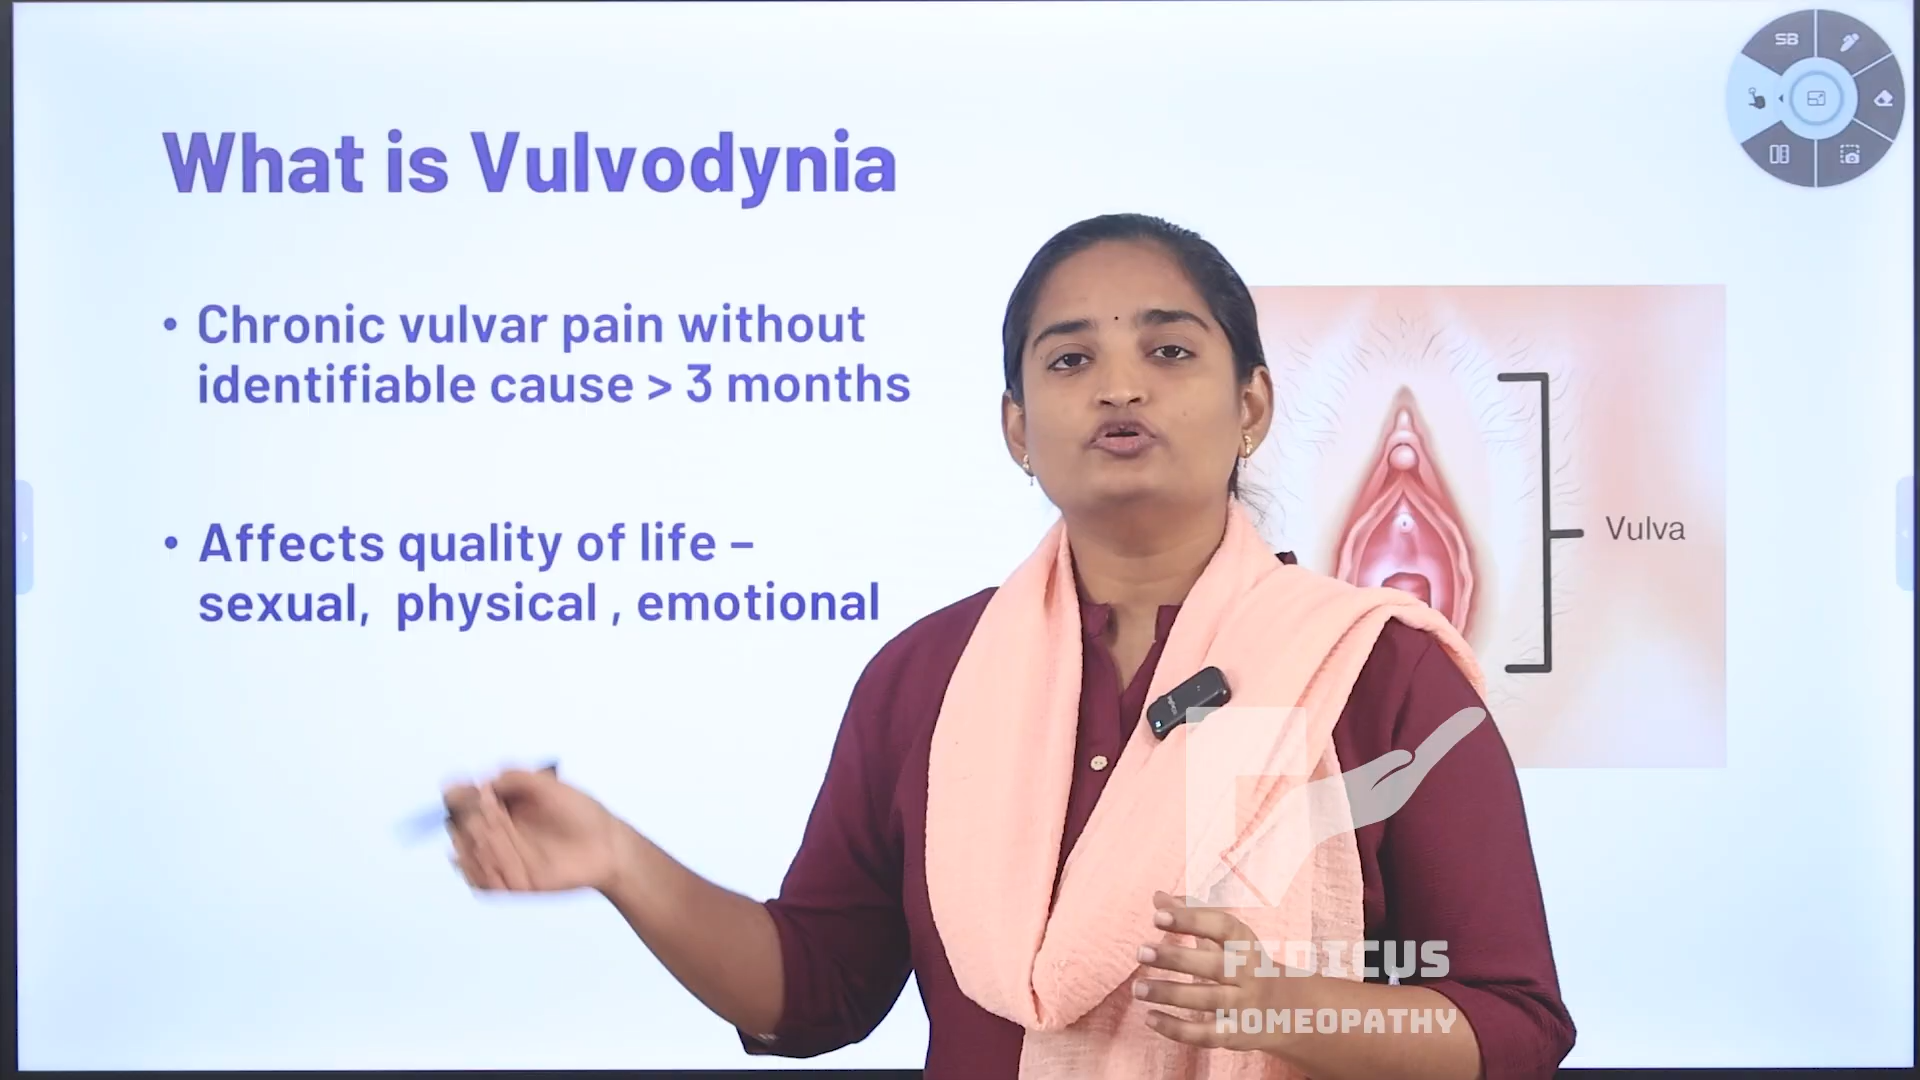 SB
What is Vulvodynia
• Chronic vulvar pain without
identifiable cause > 3 months
• Affects quality of life –
sexual, physical , emotional
Vulva
FIDICUS
HOMEOPATHY